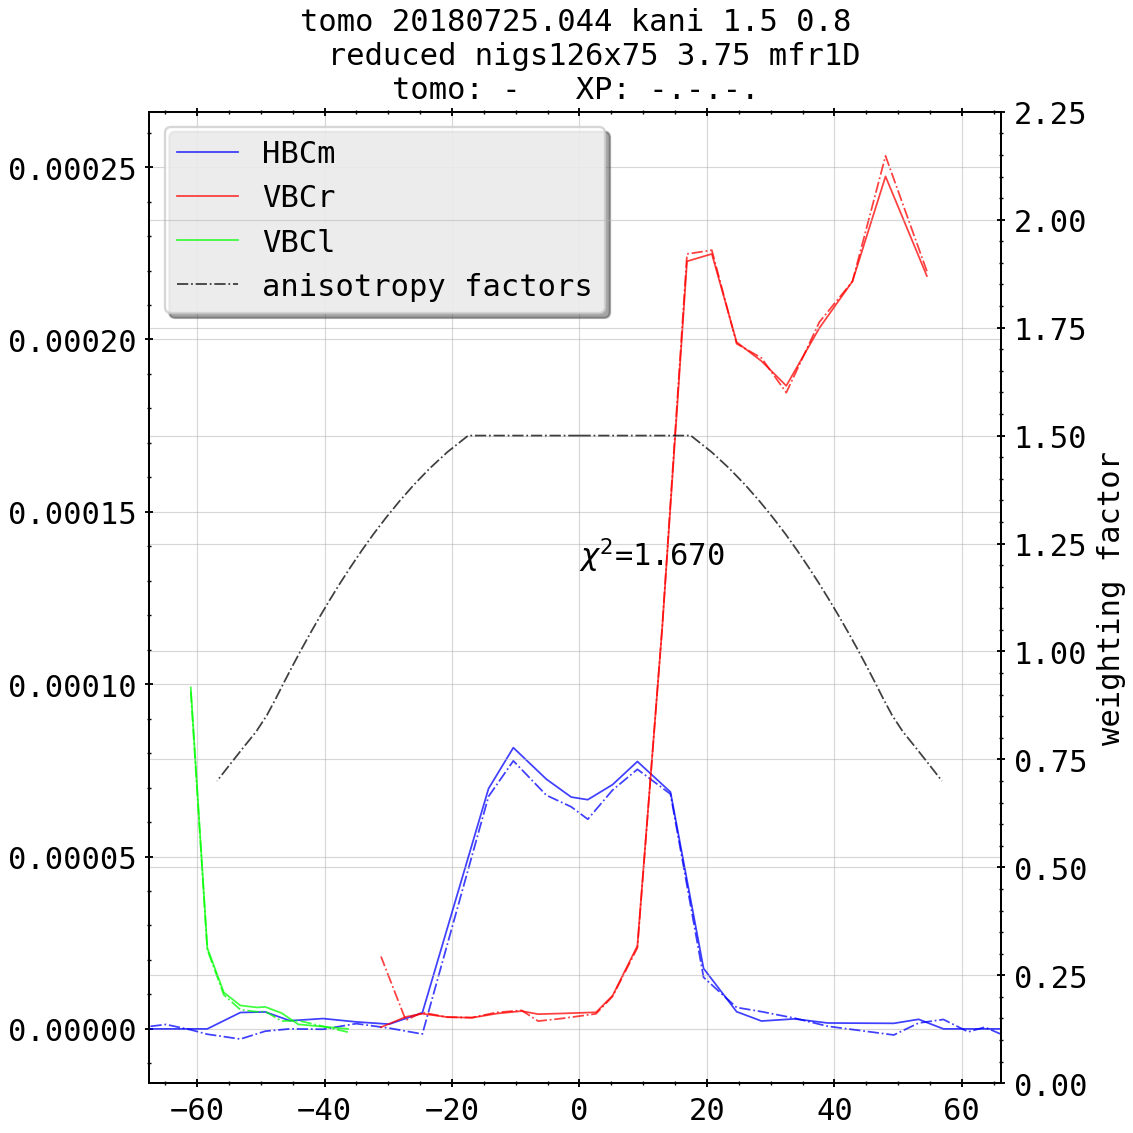 tomo 20180725.044 kani 1.5 0.8
reduced nigs126x75 3.75 mfr1D
tomo: -   XP: -.-.-.
HBCm
VBCr
VBCl
anisotropy factors
χ²=1.670
0.00025
0.00020
0.00015
0.00010
0.00005
0.00000
2.25
2.00
1.75
1.50
1.25
1.00
0.75
0.50
0.25
0.00
weighting factor
−60 −40 −20 0 20 40 60